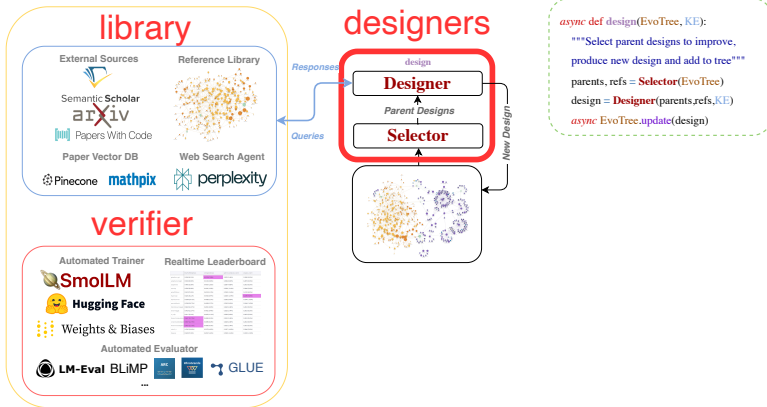 library
External Sources
Reference Library
Semantic Scholar
arXiv
Papers With Code
Paper Vector DB
Web Search Agent
Pinecone
mathpix
perplexity
verifier
Automated Trainer
Realtime Leaderboard
SmolLM
Hugging Face
Weights & Biases
Automated Evaluator
LM-Eval
BLiMP
GLUE
...
Responses
Queries
designers
design
Designer
Parent Designs
Selector
New Design
async def design(EvoTree, KE):
"""Select parent designs to improve,
produce new design and add to tree"""
parents, refs = Selector(EvoTree)
design = Designer(parents,refs,KE)
async EvoTree.update(design)